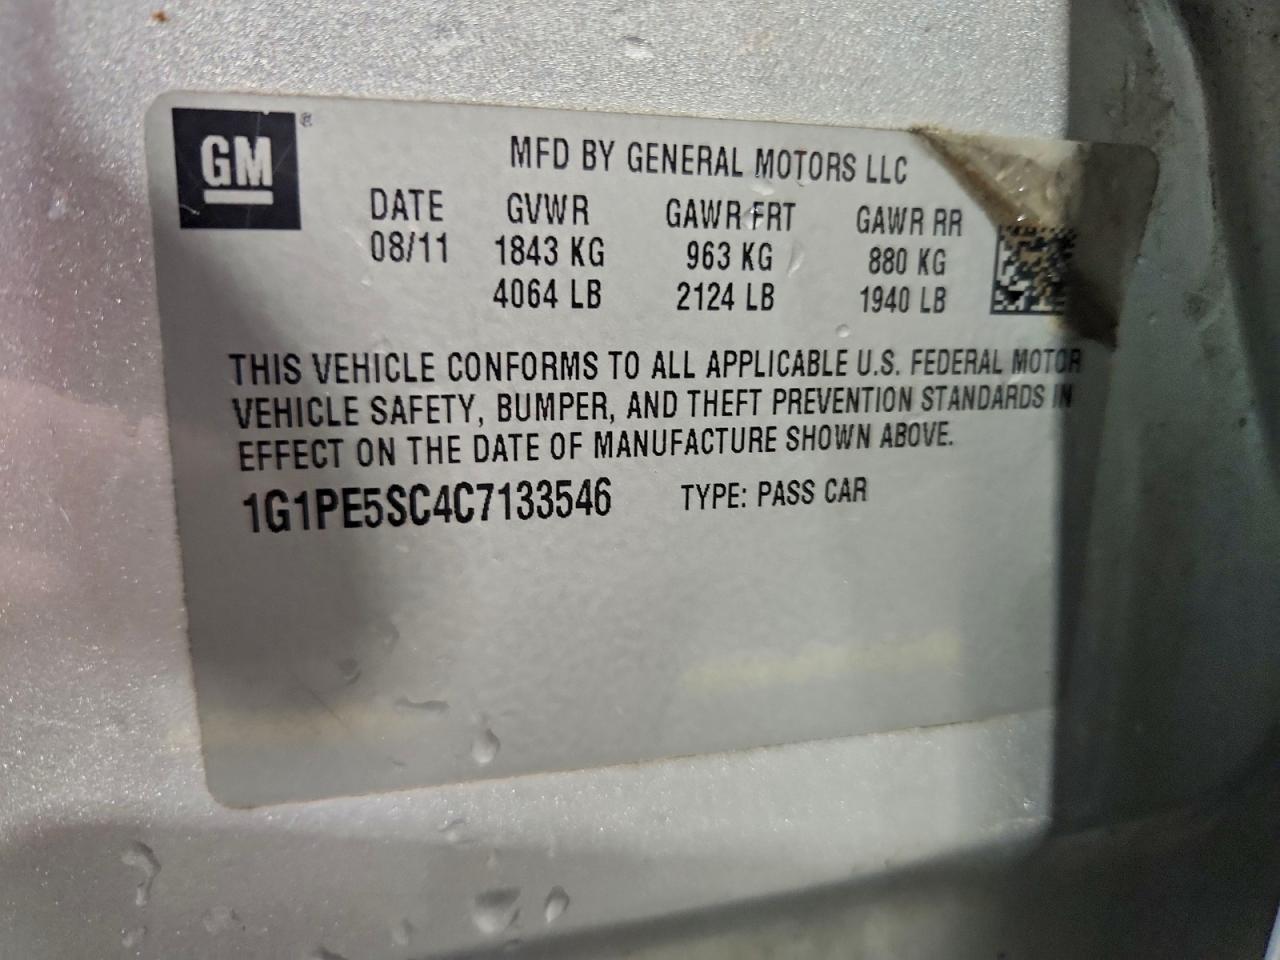 GM®
MFD BY GENERAL MOTORS LLC
DATE GVWR GAWR FRT GAWR RR
08/11 1843 KG 963 KG 880 KG
4064 LB 2124 LB 1940 LB
THIS VEHICLE CONFORMS TO ALL APPLICABLE U.S. FEDERAL MOTOR
VEHICLE SAFETY, BUMPER, AND THEFT PREVENTION STANDARDS IN
EFFECT ON THE DATE OF MANUFACTURE SHOWN ABOVE.
1G1PE5SC4C7133546 TYPE: PASS CAR